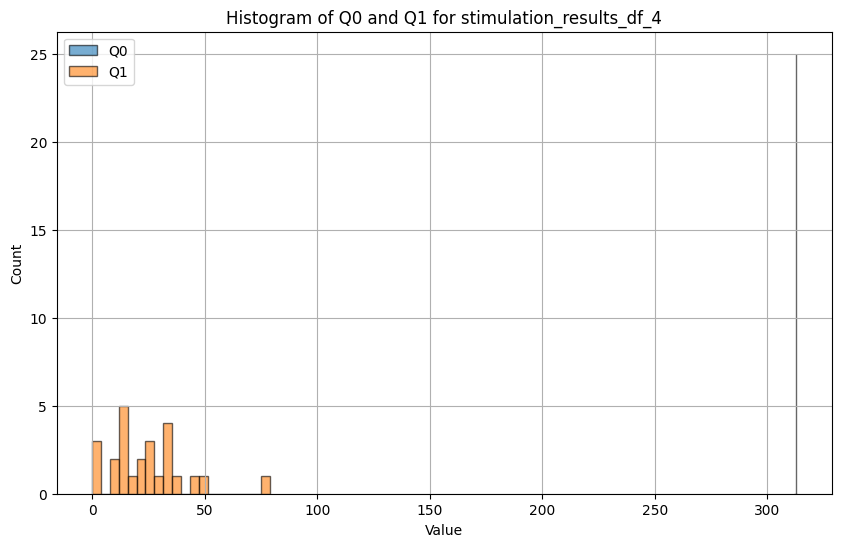 Histogram of Q0 and Q1 for stimulation_results_df_4
Q0
Q1
25
20
15
10
5
0
Count
0 50 100 150 200 250 300
Value